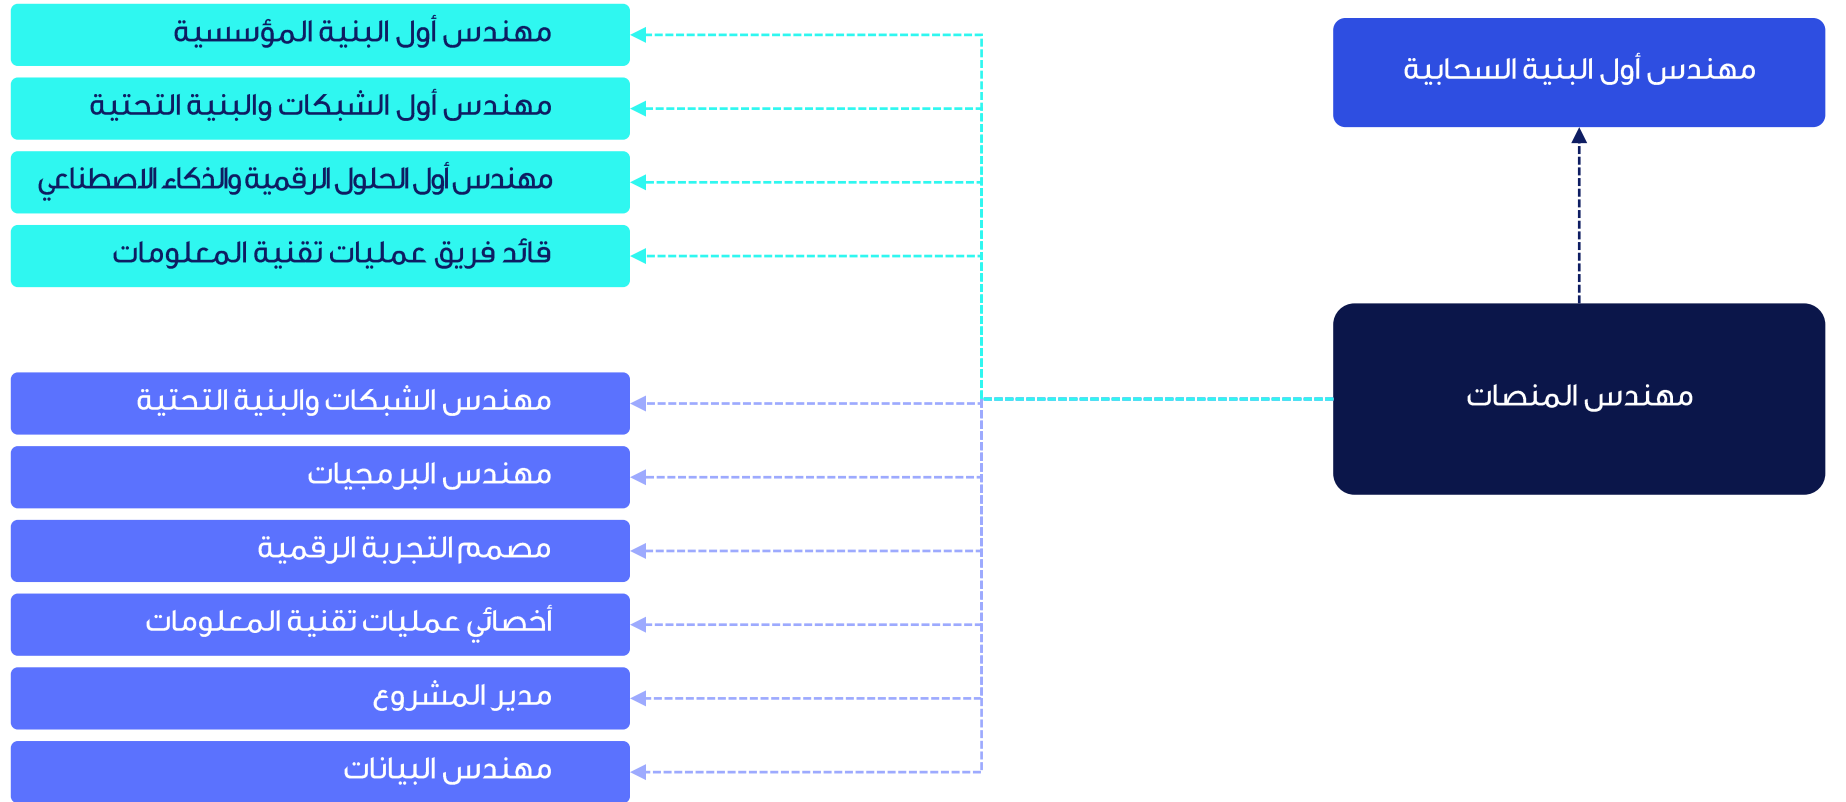 مهندس أول البنية السحابية
مهندس المنصات
مهندس أول البنية المؤسسية
مهندس أول الشبكات والبنية التحتية
مهندس أول الحلول الرقمية والذكاء الاصطناعي
قائد فريق عمليات تقنية المعلومات
مهندس الشبكات والبنية التحتية
مهندس البرمجيات
مصمم التجربة الرقمية
أخصائي عمليات تقنية المعلومات
مدير المشروع
مهندس البيانات